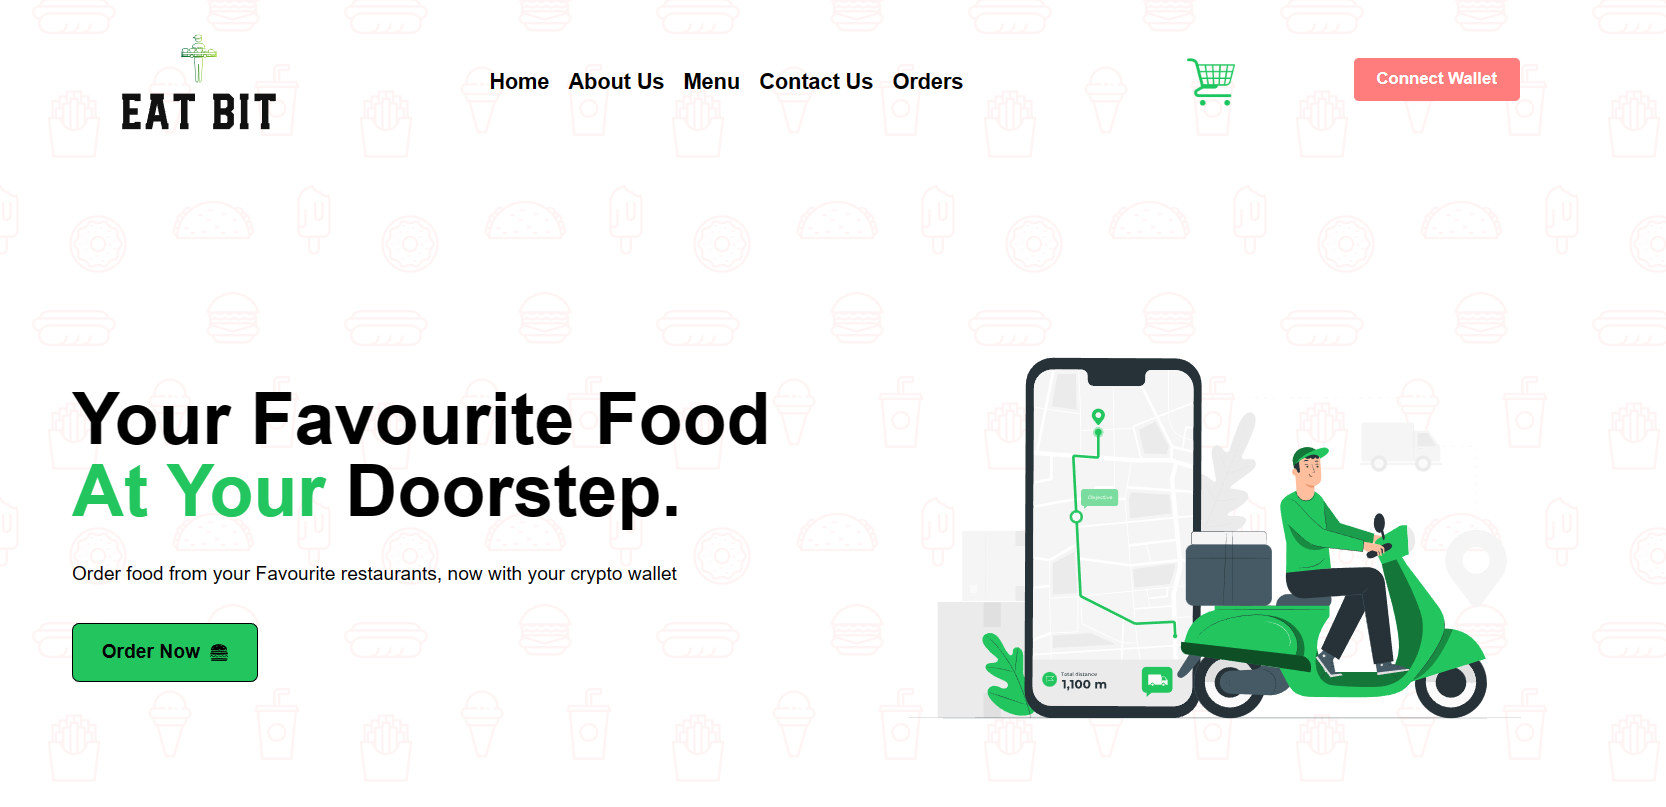 EAT BIT
Home About Us Menu Contact Us Orders
Connect Wallet
Your Favourite Food
At Your Doorstep.
Order food from your Favourite restaurants, now with your crypto wallet
Order Now
Objective
Total distance
1,100 m